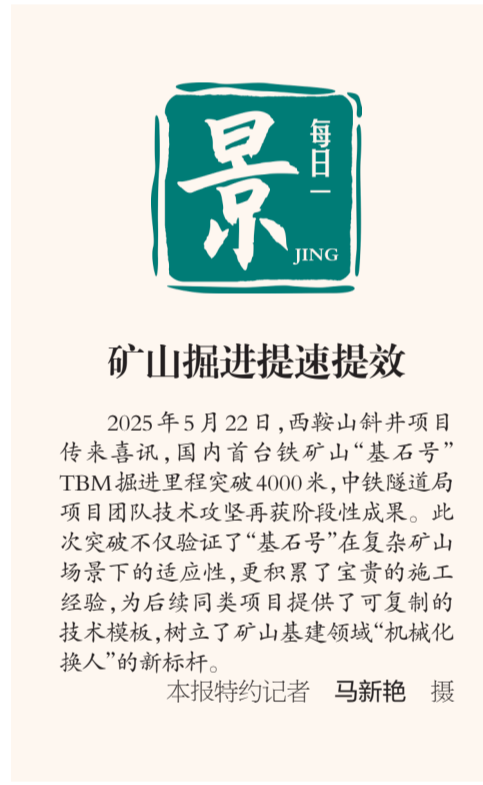 每日一
景
JING
矿山掘进提速提效
2025年5月22日，西鞍山斜井项目
传来喜讯，国内首台铁矿山“基石号”
TBM掘进里程突破4000米，中铁隧道局
项目团队技术攻坚再获阶段性成果。此
次突破不仅验证了“基石号”在复杂矿山
场景下的适应性，更积累了宝贵的施工
经验，为后续同类项目提供了可复制的
技术模板，树立了矿山基建领域“机械化
换人”的新标杆。
本报特约记者　马新艳　摄